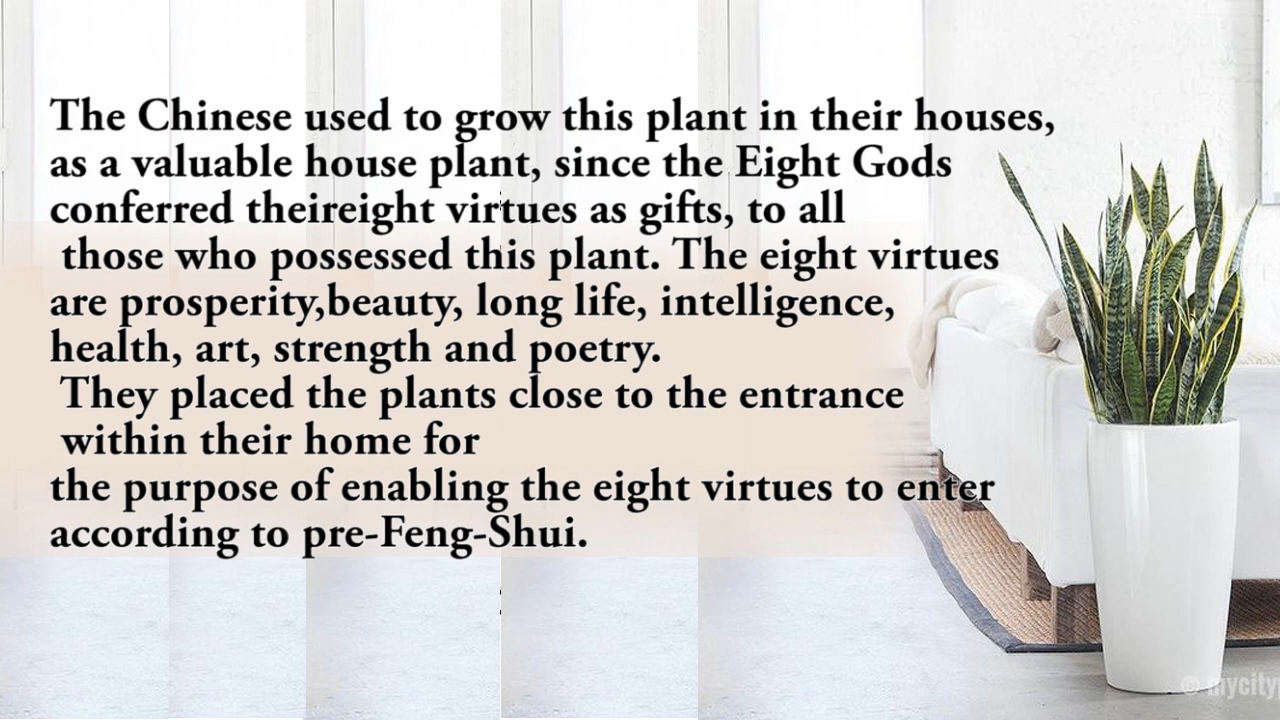 The Chinese used to grow this plant in their houses,
as a valuable house plant, since the Eight Gods
conferred theireight virtues as gifts, to all
those who possessed this plant. The eight virtues
are prosperity,beauty, long life, intelligence,
health, art, strength and poetry.
They placed the plants close to the entrance
within their home for
the purpose of enabling the eight virtues to enter
according to pre-Feng-Shui.
©